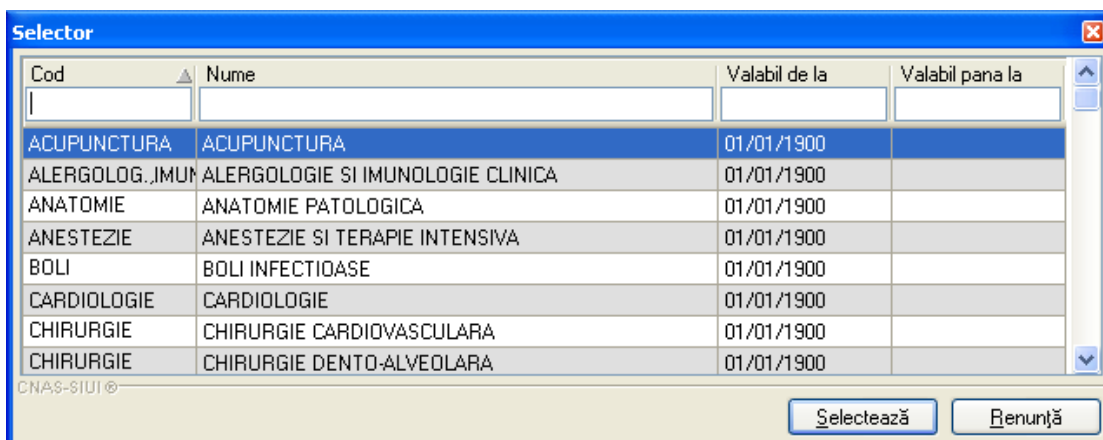 Selector
Cod Nume Valabil de la Valabil pana la
ACUPUNCTURA ACUPUNCTURA 01/01/1900
ALERGOLOG.,IMUN ALERGOLOGIE SI IMUNOLOGIE CLINICA 01/01/1900
ANATOMIE ANATOMIE PATOLOGICA 01/01/1900
ANESTEZIE ANESTEZIE SI TERAPIE INTENSIVA 01/01/1900
BOLI BOLI INFECTIOASE 01/01/1900
CARDIOLOGIE CARDIOLOGIE 01/01/1900
CHIRURGIE CHIRURGIE CARDIOVASCULARA 01/01/1900
CHIRURGIE CHIRURGIE DENTO-ALVEOLARA 01/01/1900
CNAS-SIUI ®
Selectează Renunţă